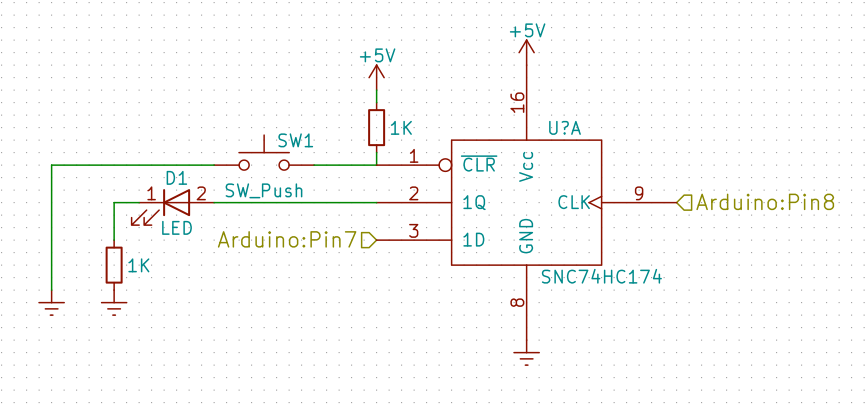 +5V
+5V
16
U?A
1K
SW1
1
CLR
Vcc
D1
1
2
SW_Push
2
1Q
CLK
9
Arduino:Pin8
LED
Arduino:Pin7
3
1D
GND
1K
SNC74HC174
8